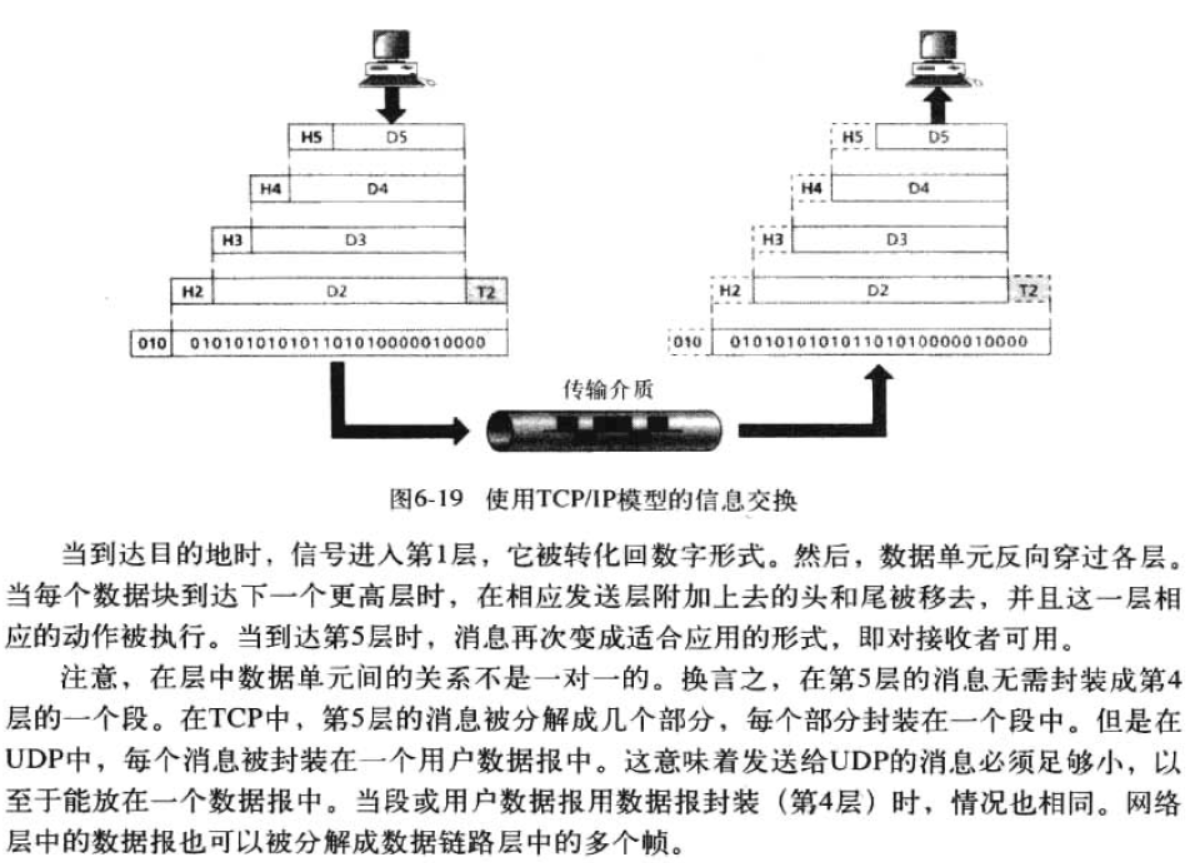 H5 D5 H5 D5
H4 D4 H4 D4
H3 D3 H3 D3
H2 D2 T2 H2 D2 T2
010 010101010101101010000010000 010 010101010101101010000010000
传输介质
图6-19 使用TCP/IP模型的信息交换
当到达目的地时，信号进入第1层，它被转化回数字形式。然后，数据单元反向穿过各层。
当每个数据块到达下一个更高层时，在相应发送层附加上去的头和尾被移去，并且这一层相
应的动作被执行。当到达第5层时，消息再次变成适合应用的形式，即对接收者可用。
注意，在层中数据单元间的关系不是一对一的。换言之，在第5层的消息无需封装成第4
层的一个段。在TCP中，第5层的消息被分解成几个部分，每个部分封装在一个段中。但是在
UDP中，每个消息被封装在一个用户数据报中。这意味着发送给UDP的消息必须足够小，以
至于能放在一个数据报中。当段或用户数据报用数据报封装（第4层）时，情况也相同。网络
层中的数据报也可以被分解成数据链路层中的多个帧。